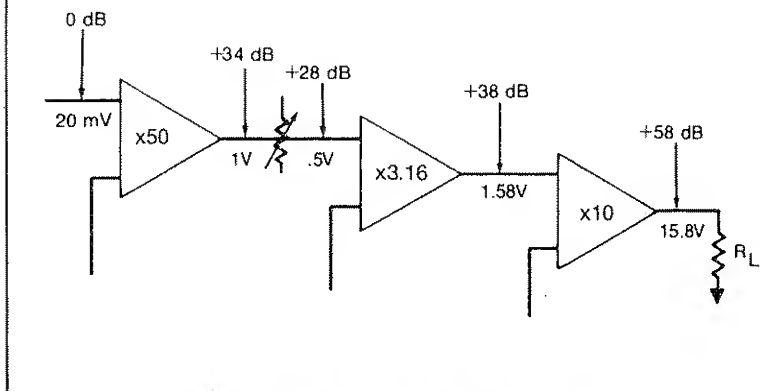 0 dB
+34 dB
+28 dB
+38 dB
+58 dB
20 mV
x50
1V
.5V
x3.16
1.58V
x10
15.8V
RL